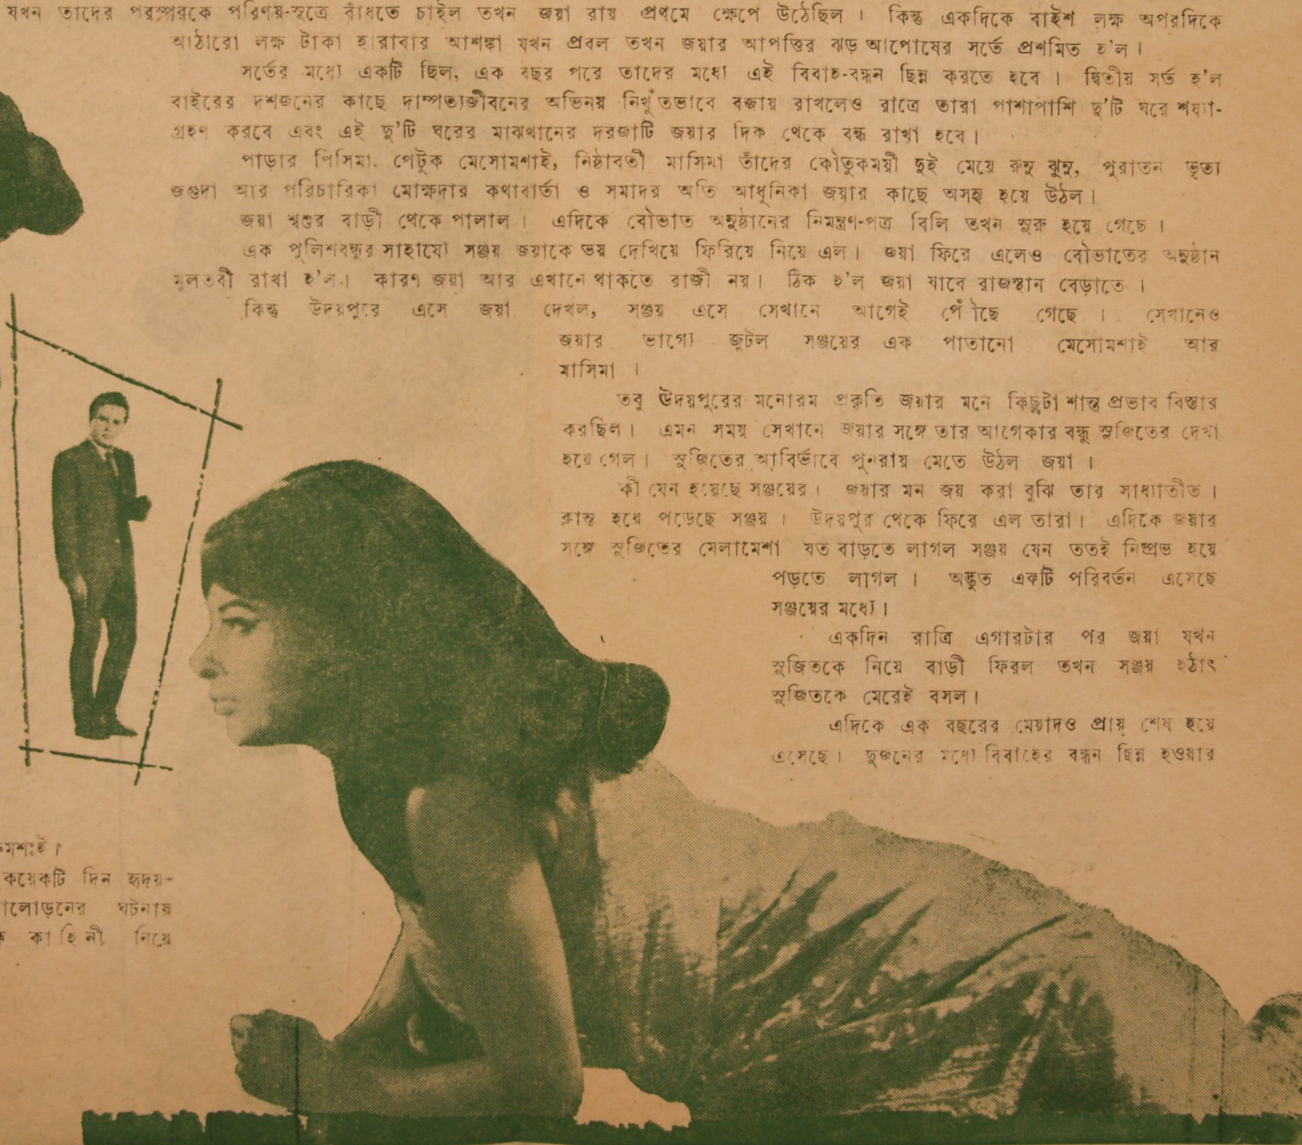 যখন তাদের পরস্পরকে পরিণয়-সূত্রে বাঁধতে চাইল তখন জয়া রায় প্রথমে ক্ষেপে উঠেছিল। কিন্তু একদিকে বাইশ লক্ষ অপরদিকে
আঠারো লক্ষ টাকা হারাবার আশঙ্কা যখন প্রবল তখন জয়ার আপত্তির ঝড় আপোষের সর্তে প্রশমিত হ'ল।
সর্তের মধ্যে একটি ছিল, এক বছর পরে তাদের মধ্যে এই বিবাহ-বন্ধন ছিন্ন করতে হবে। দ্বিতীয় সর্ত হ'ল
বাইরের দশজনের কাছে দাম্পত্যজীবনের অভিনয় নিখুঁতভাবে বজায় রাখলেও রাত্রে তারা পাশাপাশি দু'টি ঘরে শয্যা-
গ্রহণ করবে এবং এই দু'টি ঘরের মাঝখানের দরজাটি জয়ার দিক থেকে বন্ধ রাখা হবে।
পাড়ার পিসিমা, পেটুক মেসোমশাই, নিষ্ঠাবতী মাসিমা তাঁদের কৌতুকময়ী দুই মেয়ে রুনু ঝুনু, পুরাতন ভৃত্য
জগুদা আর পরিচারিকা মোক্ষদার কথাবার্তা ও সমাদর অতি আধুনিকা জয়ার কাছে অসহ্য হয়ে উঠল।
জয়া শ্বশুর বাড়ী থেকে পালাল। এদিকে বৌভাত অনুষ্ঠানের নিমন্ত্রণ-পত্র বিলি তখন সুরু হয়ে গেছে।
এক পুলিশবন্ধুর সাহায্যে সঞ্জয় জয়াকে ভয় দেখিয়ে ফিরিয়ে নিয়ে এল। জয়া ফিরে এলেও বৌভাতের অনুষ্ঠান
মুলতবী রাখা হ'ল। কারণ জয়া আর এখানে থাকতে রাজী নয়। ঠিক হ'ল জয়া যাবে রাজস্থান বেড়াতে।
কিন্তু উদয়পুরে এসে জয়া দেখল, সঞ্জয় এসে সেখানে আগেই পৌঁছে গেছে। সেখানেও
জয়ার ভাগ্যে জুটল সঞ্জয়ের এক পাতানো মেসোমশাই আর
মাসিমা।
তবু উদয়পুরের মনোরম প্রকৃতি জয়ার মনে কিছুটা শান্ত প্রভাব বিস্তার
করছিল। এমন সময় সেখানে জয়ার সঙ্গে তার আগেকার বন্ধু সুজিতের দেখা
হয়ে গেল। সুজিতের আবির্ভাবে পুনরায় মেতে উঠল জয়া।
কী যেন হয়েছে সঞ্জয়ের। জয়ার মন জয় করা বুঝি তার সাধ্যাতীত।
ক্লান্ত হয়ে পড়েছে সঞ্জয়। উদয়পুর থেকে ফিরে এল তারা। এদিকে জয়ার
সঙ্গে সুজিতের মেলামেশা যত বাড়তে লাগল সঞ্জয় যেন ততই নিষ্প্রভ হয়ে
পড়তে লাগল। অদ্ভুত একটি পরিবর্তন এসেছে
সঞ্জয়ের মধ্যে।
একদিন রাত্রি এগারটার পর জয়া যখন
সুজিতকে নিয়ে বাড়ী ফিরল তখন সঞ্জয় হঠাৎ
সুজিতকে মেরেই বসল।
এদিকে এক বছরের মেয়াদও প্রায় শেষ হয়ে
এসেছে। দুজনের মধ্যে বিবাহের বন্ধন ছিন্ন হওয়ার
কয়েকটি দিন হৃদয়-
ঘটনায়
কাহিনী নিয়ে